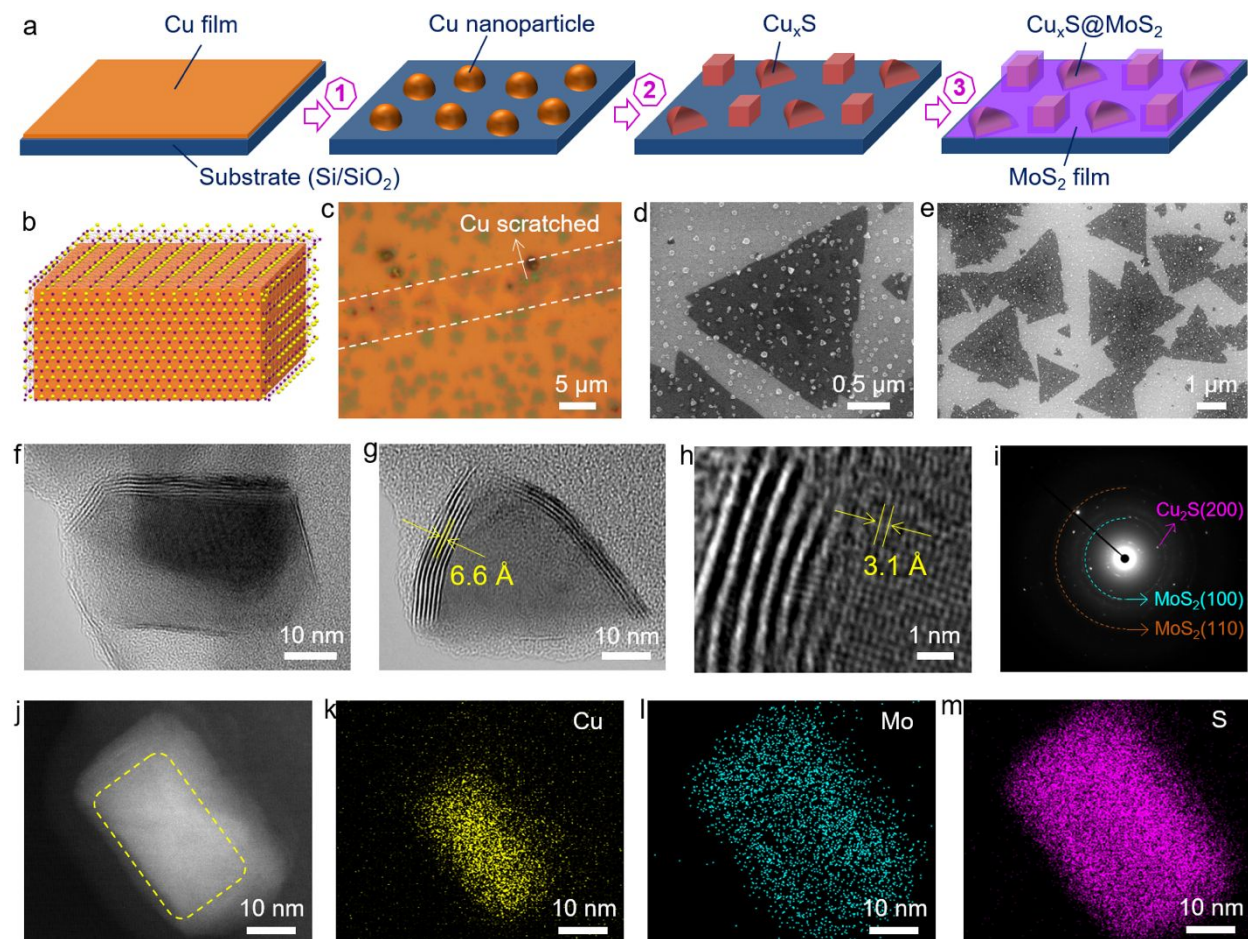 a
Cu film
Cu nanoparticle
CuₓS
CuₓS@MoS₂
1
2
3
Substrate (Si/SiO₂)
MoS₂ film
b
c
Cu scratched
5 µm
d
0.5 µm
e
1 µm
f
10 nm
g
6.6 Å
10 nm
h
3.1 Å
1 nm
i
Cu₂S(200)
MoS₂(100)
MoS₂(110)
j
10 nm
k
Cu
10 nm
l
Mo
10 nm
m
S
10 nm